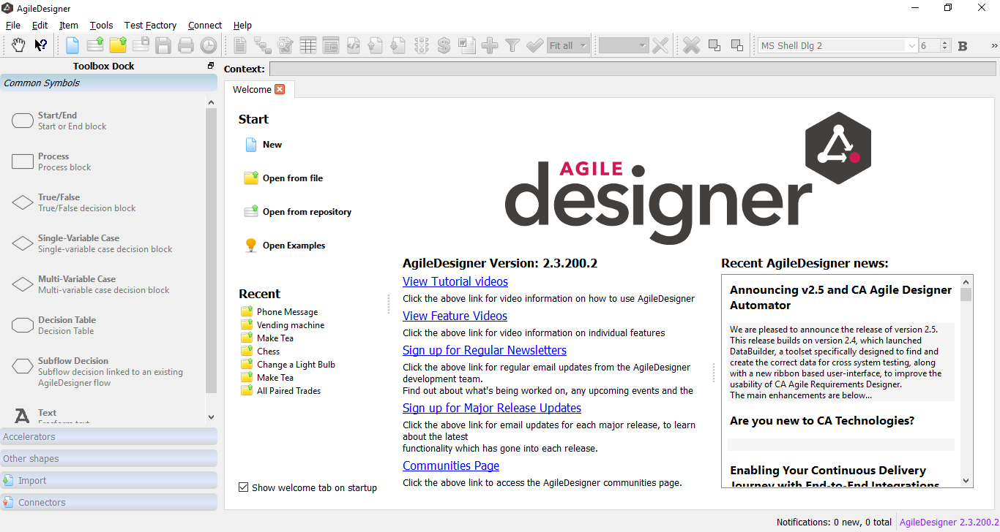 AgileDesigner
File Edit Item Tools Test Factory Connect Help
Fit all
MS Shell Dlg 2
6
B
Toolbox Dock
Common Symbols
Start/End
Start or End block
Process
Process block
True/False
True/False decision block
Single-Variable Case
Single-variable case decision block
Multi-Variable Case
Multi-variable case decision block
Decision Table
Decision Table
Subflow Decision
Subflow decision linked to an existing
AgileDesigner flow
A
Text
Freeform text
Accelerators
Other shapes
Import
Connectors
Context:
Welcome
Start
New
Open from file
Open from repository
Open Examples
Recent
Phone Message
Vending machine
Make Tea
Chess
Change a Light Bulb
Make Tea
All Paired Trades
Show welcome tab on startup
AGILE
designer
AgileDesigner Version: 2.3.200.2
View Tutorial videos
Click the above link for video information on how to use AgileDesigner
View Feature Videos
Click the above link for video information on individual features
Sign up for Regular Newsletters
Click the above link for regular email updates from the AgileDesigner
development team.
Find out about what's being worked on, any upcoming events and the
Sign up for Major Release Updates
Click the above link for email updates for each major release, to learn
about the latest
functionality which has gone into each release.
Communities Page
Click the above link to access the AgileDesigner communities page.
Recent AgileDesigner news:
Announcing v2.5 and CA Agile Designer
Automator
We are pleased to announce the release of version 2.5.
This release builds on version 2.4, which launched
DataBuilder, a toolset specifically designed to find and
create the correct data for cross system testing, along
with a new ribbon based user-interface, to improve the
usability of CA Agile Requirements Designer.
The main enhancements are below...
Are you new to CA Technologies?
Enabling Your Continuous Delivery
Journey with End-to-End Integrations
Notifications: 0 new, 0 total
AgileDesigner 2.3.200.2